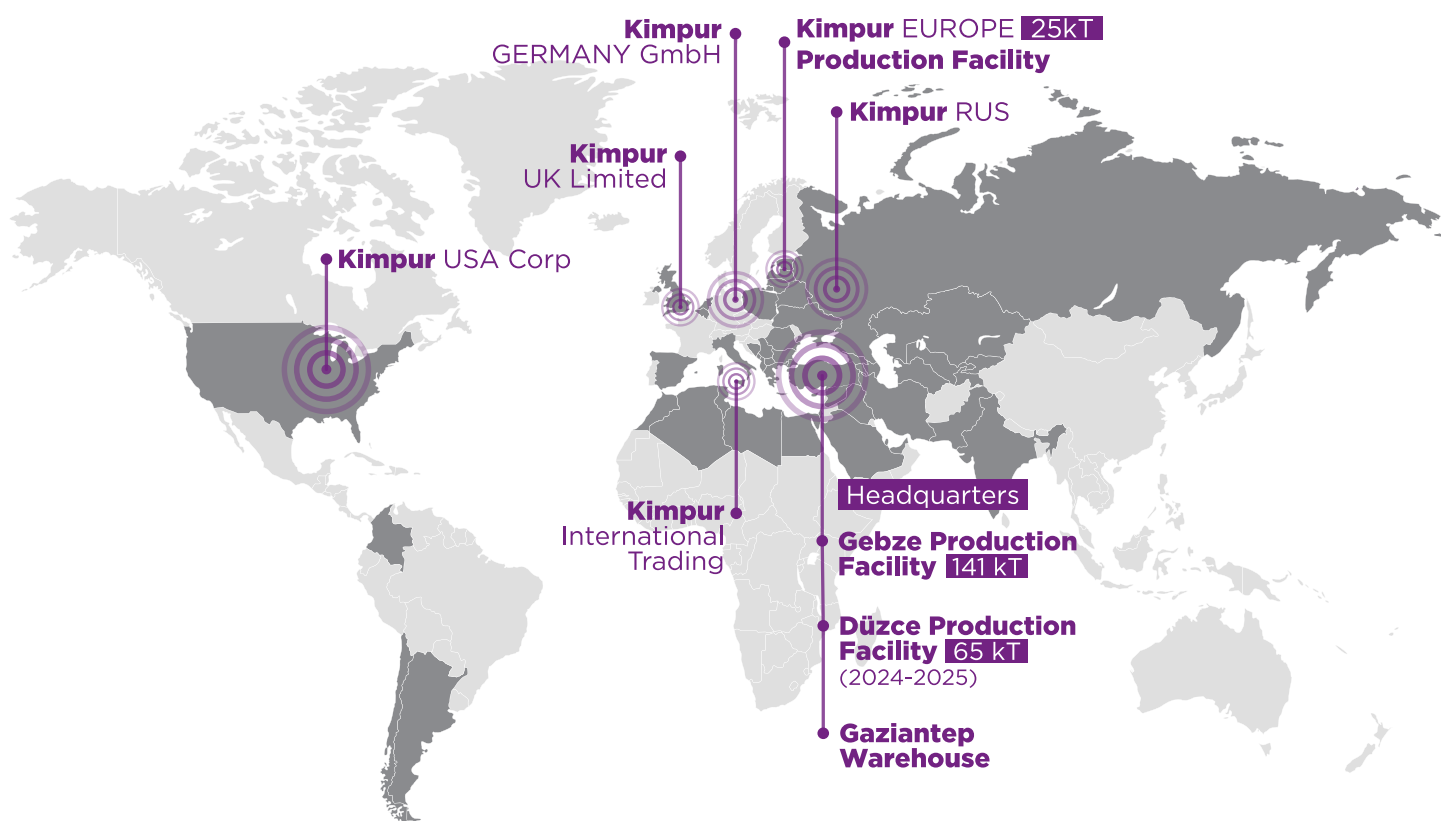 Kimpur
GERMANY GmbH
Kimpur EUROPE 25kT
Production Facility
Kimpur RUS
Kimpur
UK Limited
Kimpur USA Corp
Kimpur
International
Trading
Headquarters
Gebze Production
Facility 141 kT
Düzce Production
Facility 65 kT
(2024-2025)
Gaziantep
Warehouse